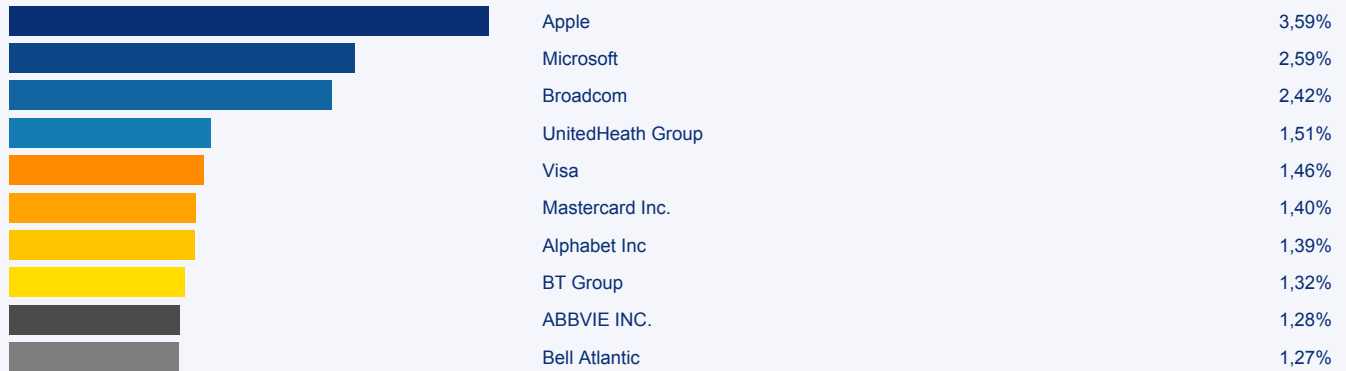 Apple 3,59%
Microsoft 2,59%
Broadcom 2,42%
UnitedHeath Group 1,51%
Visa 1,46%
Mastercard Inc. 1,40%
Alphabet Inc 1,39%
BT Group 1,32%
ABBVIE INC. 1,28%
Bell Atlantic 1,27%